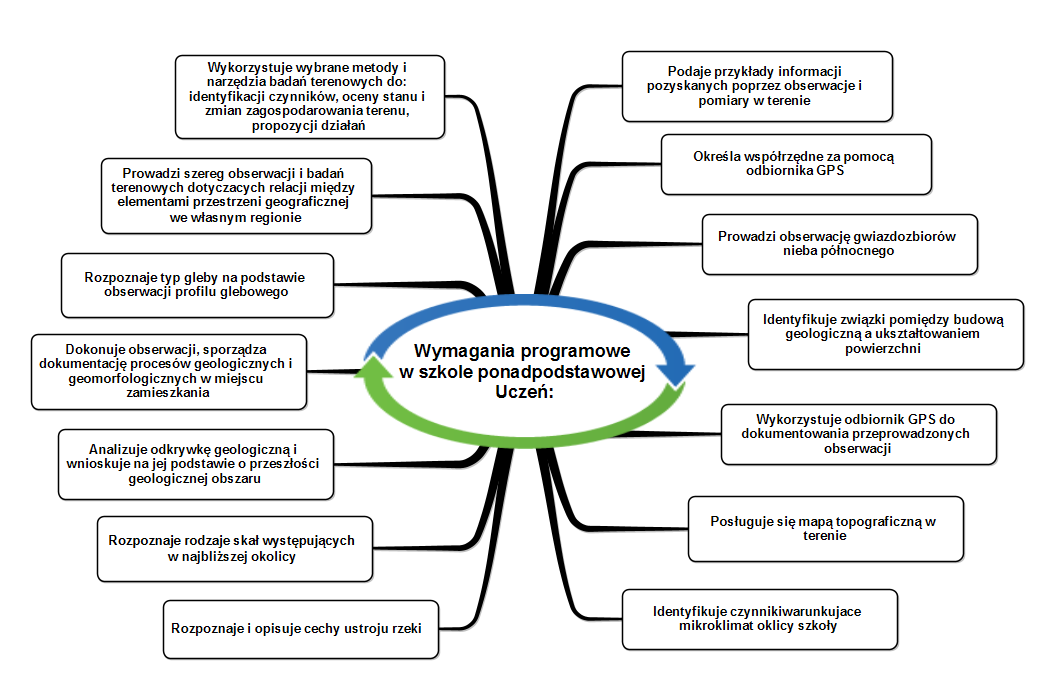 Wymagania programowe
w szkole ponadpodstawowej
Uczeń:
Podaje przykłady informacji
pozyskanych poprzez obserwacje i
pomiary w terenie
Określa współrzędne za pomocą
odbiornika GPS
Prowadzi obserwację gwiazdozbiorów
nieba północnego
Identyfikuje związki pomiędzy budową
geologiczną a ukształtowaniem
powierzchni
Wykorzystuje odbiornik GPS do
dokumentowania przeprowadzonych
obserwacji
Posługuje się mapą topograficzną w
terenie
Identyfikuje czynnikiwarunkujace
mikroklimat oklicy szkoły
Rozpoznaje i opisuje cechy ustroju rzeki
Rozpoznaje rodzaje skał występujących
w najbliższej okolicy
Analizuje odkrywkę geologiczną i
wnioskuje na jej podstawie o przeszłości
geologicznej obszaru
Dokonuje obserwacji, sporządza
dokumentację procesów geologicznych i
geomorfologicznych w miejscu
zamieszkania
Rozpoznaje typ gleby na podstawie
obserwacji profilu glebowego
Prowadzi szereg obserwacji i badań
terenowych dotyczacych relacji między
elementami przestrzeni geograficznej
we własnym regionie
Wykorzystuje wybrane metody i
narzędzia badań terenowych do:
identyfikacji czynników, oceny stanu i
zmian zagospodarowania terenu,
propozycji działań